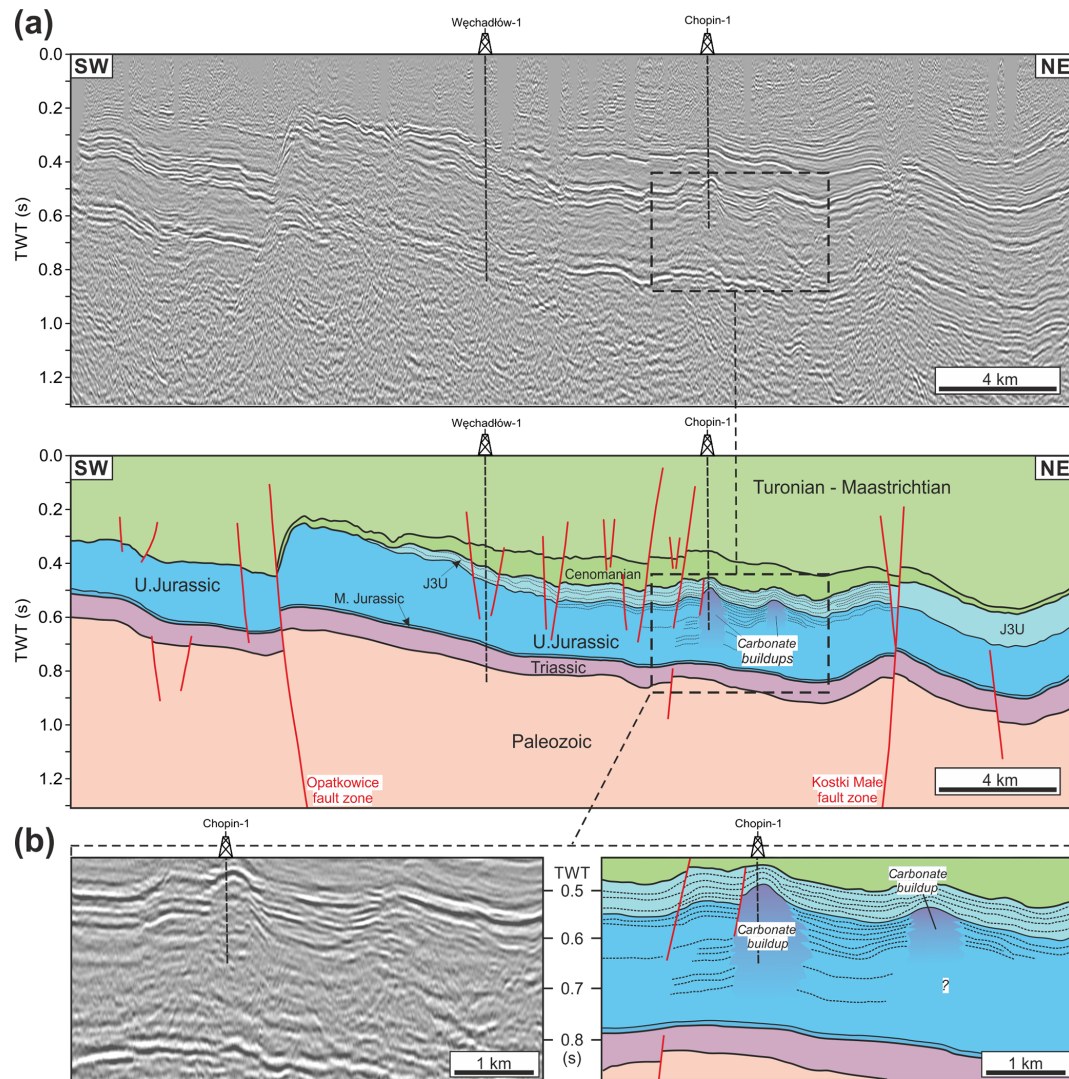 (a)
Węchadłów-1
Chopin-1
SW
NE
0.0
0.2
0.4
0.6
0.8
1.0
1.2
TWT (s)
4 km
Węchadłów-1
Chopin-1
SW
NE
0.0
0.2
0.4
0.6
0.8
1.0
1.2
TWT (s)
Turonian - Maastrichtian
Cenomanian
J3U
U.Jurassic
M. Jurassic
U.Jurassic
J3U
Carbonate
buildups
Triassic
Paleozoic
Opatkowice
fault zone
Kostki Małe
fault zone
4 km
(b)
Chopin-1
Chopin-1
TWT
0.5
0.6
0.7
0.8
(s)
1 km
Carbonate
buildup
Carbonate
buildup
?
1 km